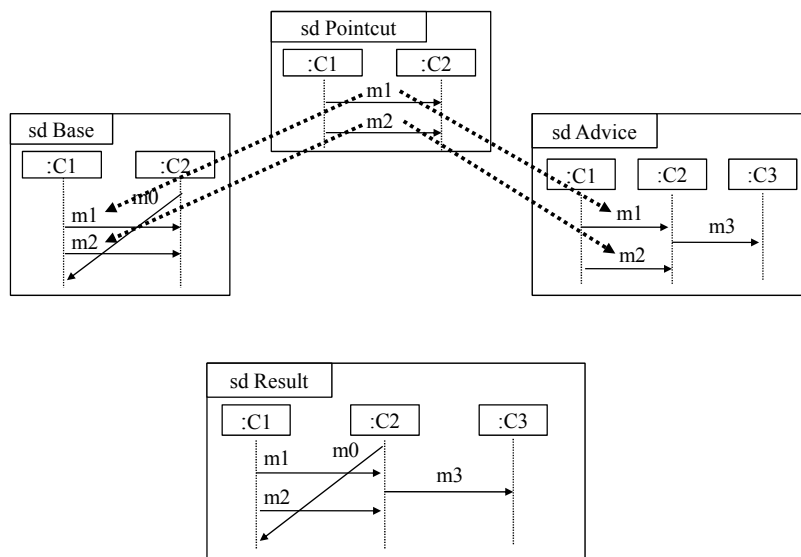 sd Pointcut
:C1 :C2
m1
m2
sd Base
:C1 :C2
m0
m1
m2
sd Advice
:C1 :C2 :C3
m1
m3
m2
sd Result
:C1 :C2 :C3
m0
m1
m3
m2